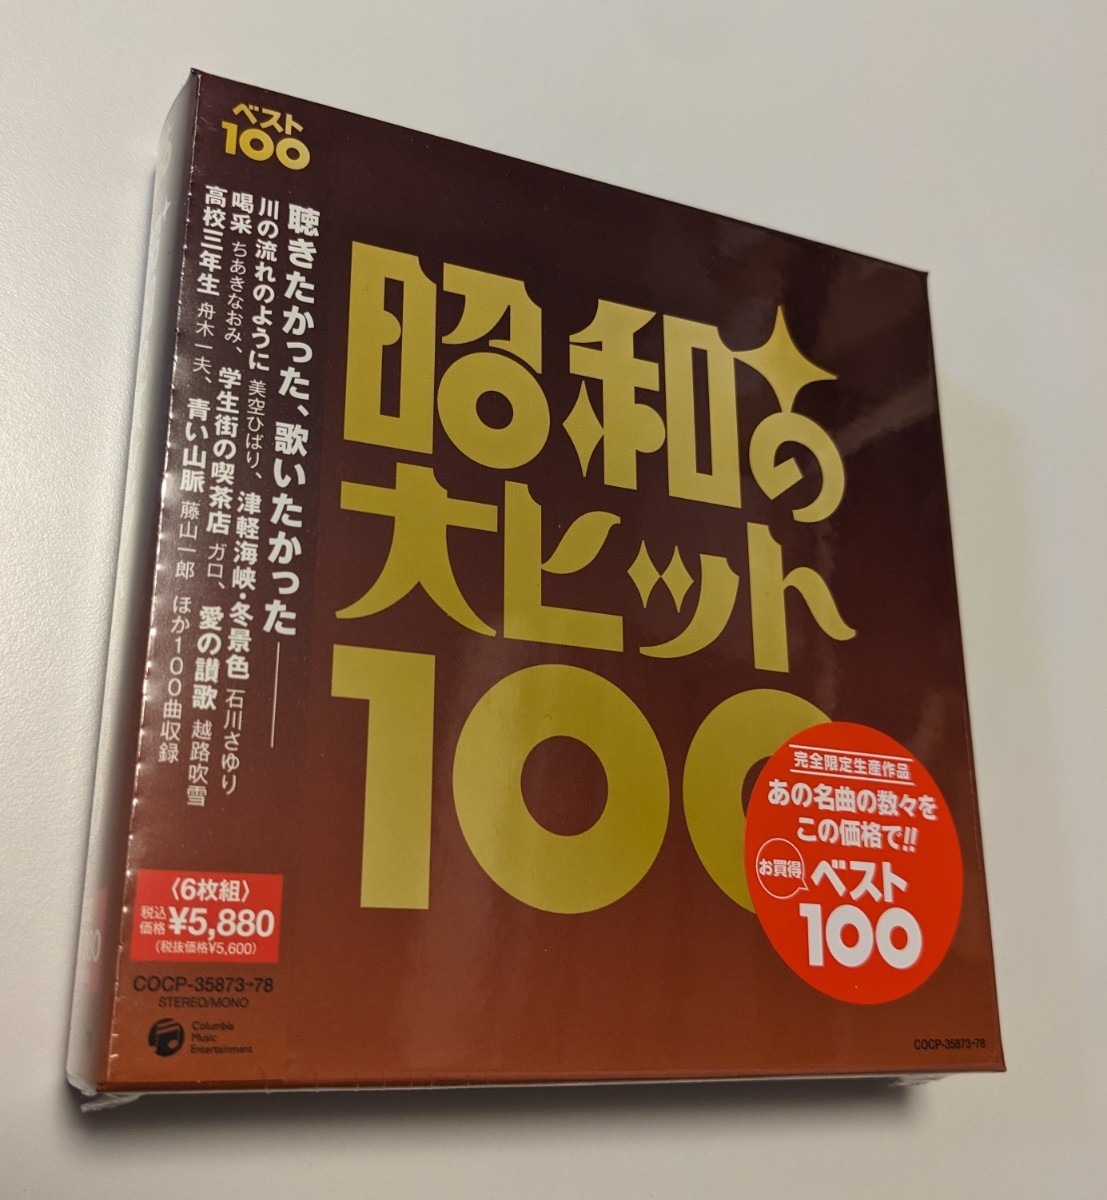 ベスト
100
聴きたかった、歌いたかった――
川の流れのように 美空ひばり、津軽海峡・冬景色 石川さゆり
喝采 ちあきなおみ、学生街の喫茶店 ガロ、愛の讃歌 越路吹雪
高校三年生 舟木一夫、青い山脈 藤山一郎 ほか100曲収録
昭和の
大ヒット
100
完全限定生産作品
あの名曲の数々を
この価格で!!
お買得
ベスト
100
〈6枚組〉
税込価格 ¥5,880
(税抜価格¥5,600)
COCP-35873→78
STEREO/MONO
Columbia
Music
Entertainment
COCP-35873→78